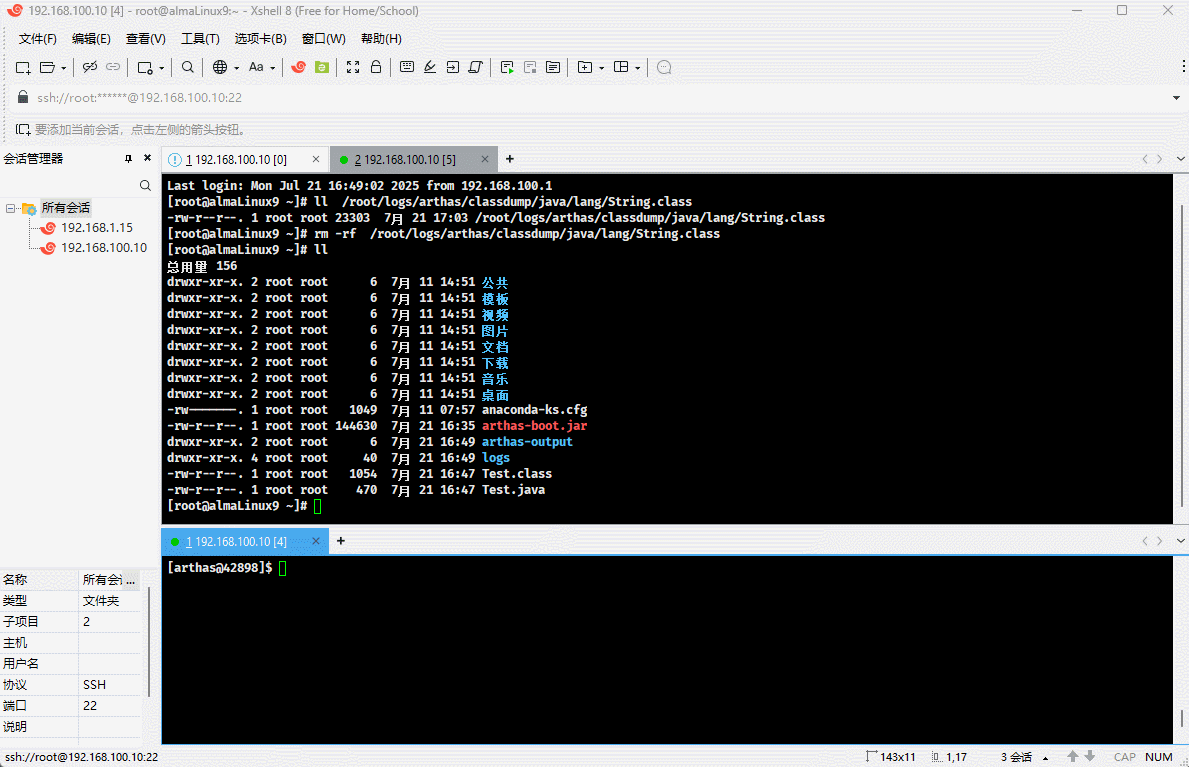 192.168.100.10 [4] - root@almaLinux9:~ - Xshell 8 (Free for Home/School)
文件(F) 编辑(E) 查看(V) 工具(T) 选项卡(B) 窗口(W) 帮助(H)
Aa
ssh://root:******@192.168.100.10:22
要添加当前会话，点击左侧的箭头按钮。
会话管理器
所有会话
192.168.1.15
192.168.100.10
1 192.168.100.10 [0] × 2 192.168.100.10 [5] × +
Last login: Mon Jul 21 16:49:02 2025 from 192.168.100.1
[root@almaLinux9 ~]# ll  /root/logs/arthas/classdump/java/lang/String.class
-rw-r--r--. 1 root root 23303  7月 21 17:03 /root/logs/arthas/classdump/java/lang/String.class
[root@almaLinux9 ~]# rm -rf  /root/logs/arthas/classdump/java/lang/String.class
[root@almaLinux9 ~]# ll
总用量 156
drwxr-xr-x. 2 root root      6  7月 11 14:51 公共
drwxr-xr-x. 2 root root      6  7月 11 14:51 模板
drwxr-xr-x. 2 root root      6  7月 11 14:51 视频
drwxr-xr-x. 2 root root      6  7月 11 14:51 图片
drwxr-xr-x. 2 root root      6  7月 11 14:51 文档
drwxr-xr-x. 2 root root      6  7月 11 14:51 下载
drwxr-xr-x. 2 root root      6  7月 11 14:51 音乐
drwxr-xr-x. 2 root root      6  7月 11 14:51 桌面
-rw-------. 1 root root   1049  7月 11 07:57 anaconda-ks.cfg
-rw-r--r--. 1 root root 144630  7月 21 16:35 arthas-boot.jar
drwxr-xr-x. 2 root root      6  7月 21 16:49 arthas-output
drwxr-xr-x. 4 root root     40  7月 21 16:49 logs
-rw-r--r--. 1 root root   1054  7月 21 16:47 Test.class
-rw-r--r--. 1 root root    470  7月 21 16:47 Test.java
[root@almaLinux9 ~]#
1 192.168.100.10 [4] × +
[arthas@42898]$
名称 所有会话 ...
类型 文件夹
子项目 2
主机
用户名
协议 SSH
端口 22
说明
ssh://root@192.168.100.10:22 143x11 1,17 3 会话 CAP NUM